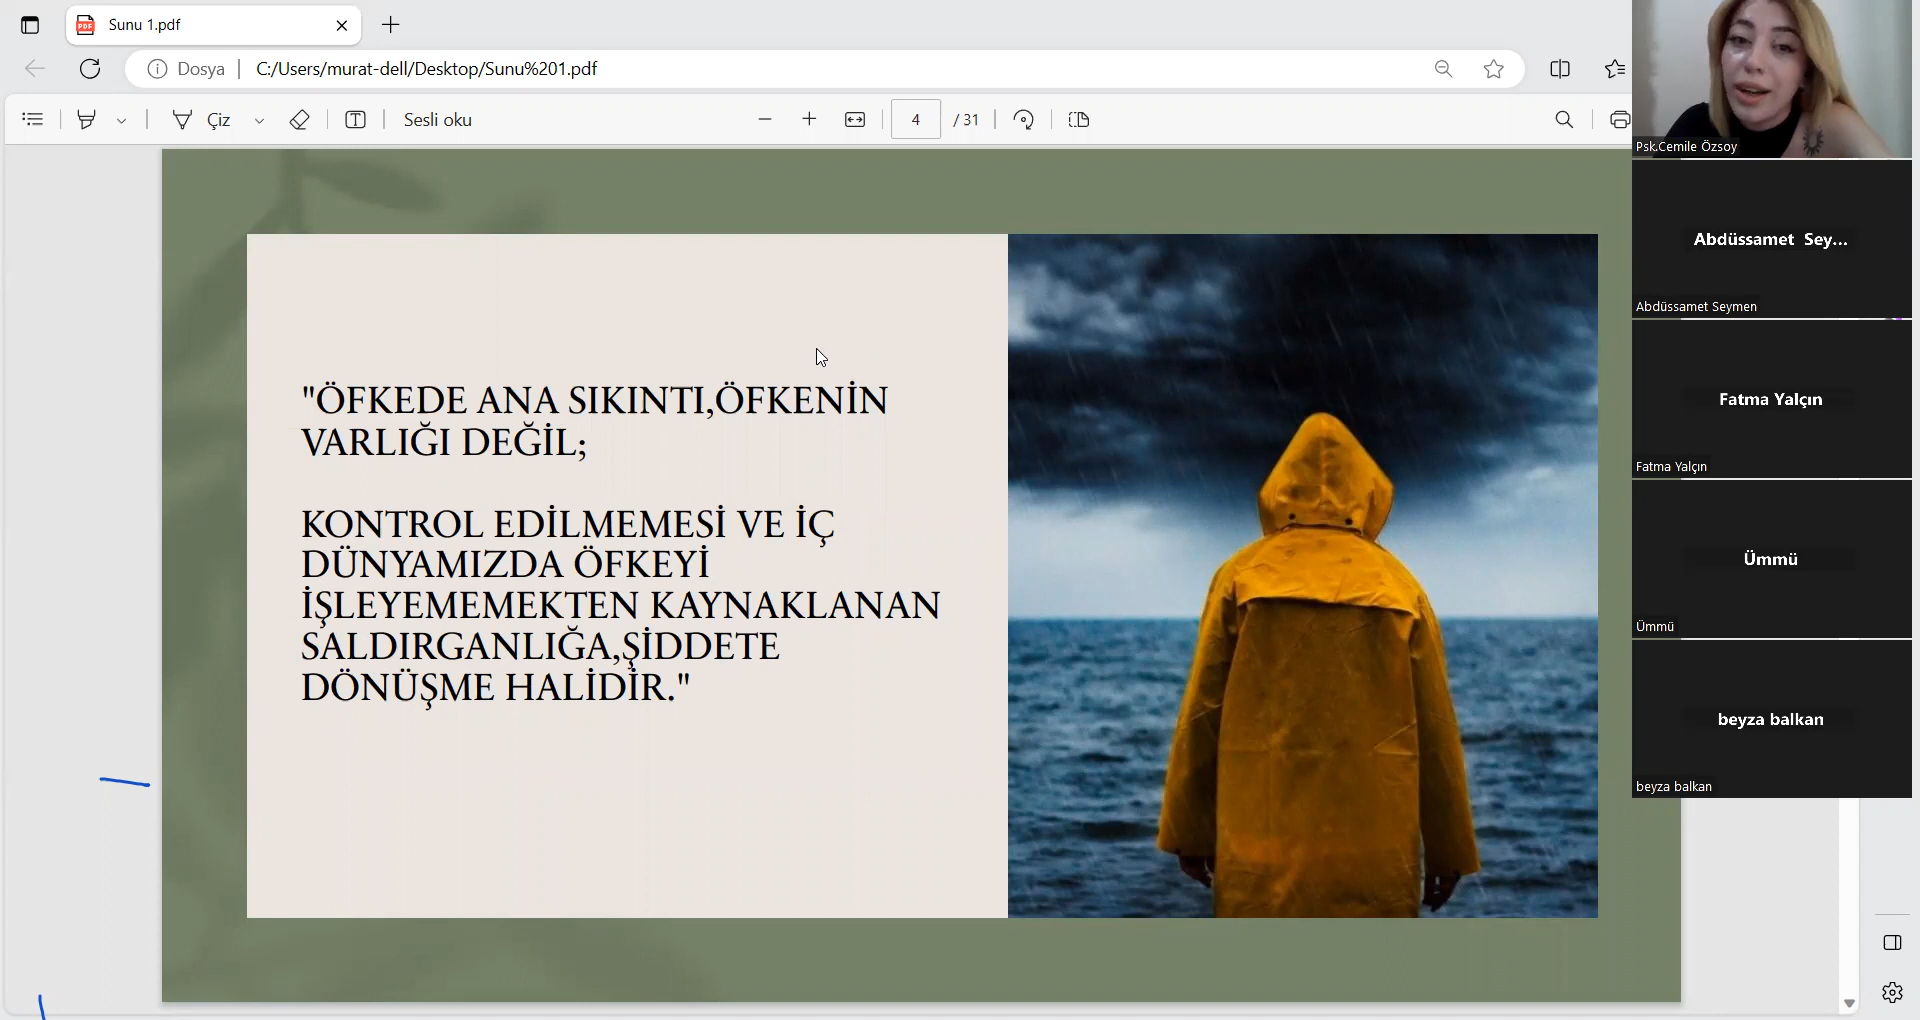 Sunu 1.pdf
Dosya
C:/Users/murat-dell/Desktop/Sunu%201.pdf
Çiz
Sesli oku
4 / 31
"ÖFKEDE ANA SIKINTI,ÖFKENİN
VARLIĞI DEĞİL;
KONTROL EDİLMEMESİ VE İÇ
DÜNYAMIZDA ÖFKEYİ
İŞLEYEMEMEKTEN KAYNAKLANAN
SALDIRGANLIĞA,ŞİDDETE
DÖNÜŞME HALİDİR."
Psk.Cemile Özsoy
Abdüssamet Sey...
Abdüssamet Seymen
Fatma Yalçın
Fatma Yalçın
Ümmü
Ümmü
beyza balkan
beyza balkan